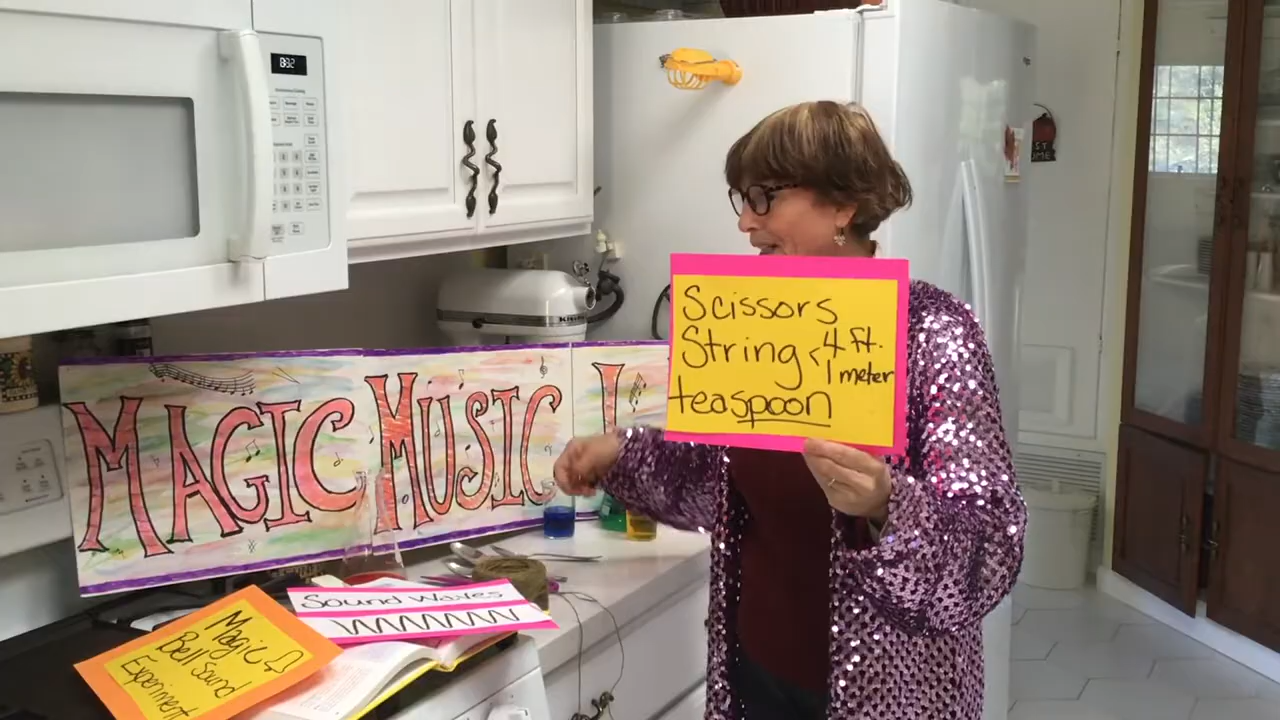 MAGIC MUSIC !
Scissors
String, 4 ft.
1 meter
teaspoon
Sound Waves
Magic
Bell Sound
Experiment